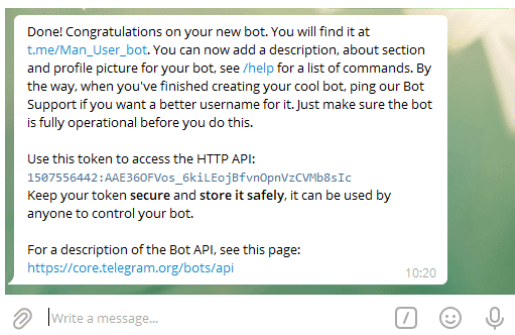 Done! Congratulations on your new bot. You will find it at
t.me/Man_User_bot. You can now add a description, about section
and profile picture for your bot, see /help for a list of commands. By
the way, when you've finished creating your cool bot, ping our Bot
Support if you want a better username for it. Just make sure the bot
is fully operational before you do this.
Use this token to access the HTTP API:
1507556442:AAE36OFVos_6kiLEojBfvnOpnVzCVMb8sIc
Keep your token secure and store it safely, it can be used by
anyone to control your bot.
For a description of the Bot API, see this page:
https://core.telegram.org/bots/api
10:20
Write a message...